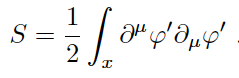 S = \frac{1}{2} \int_x \partial^\mu \varphi' \partial_\mu \varphi' .